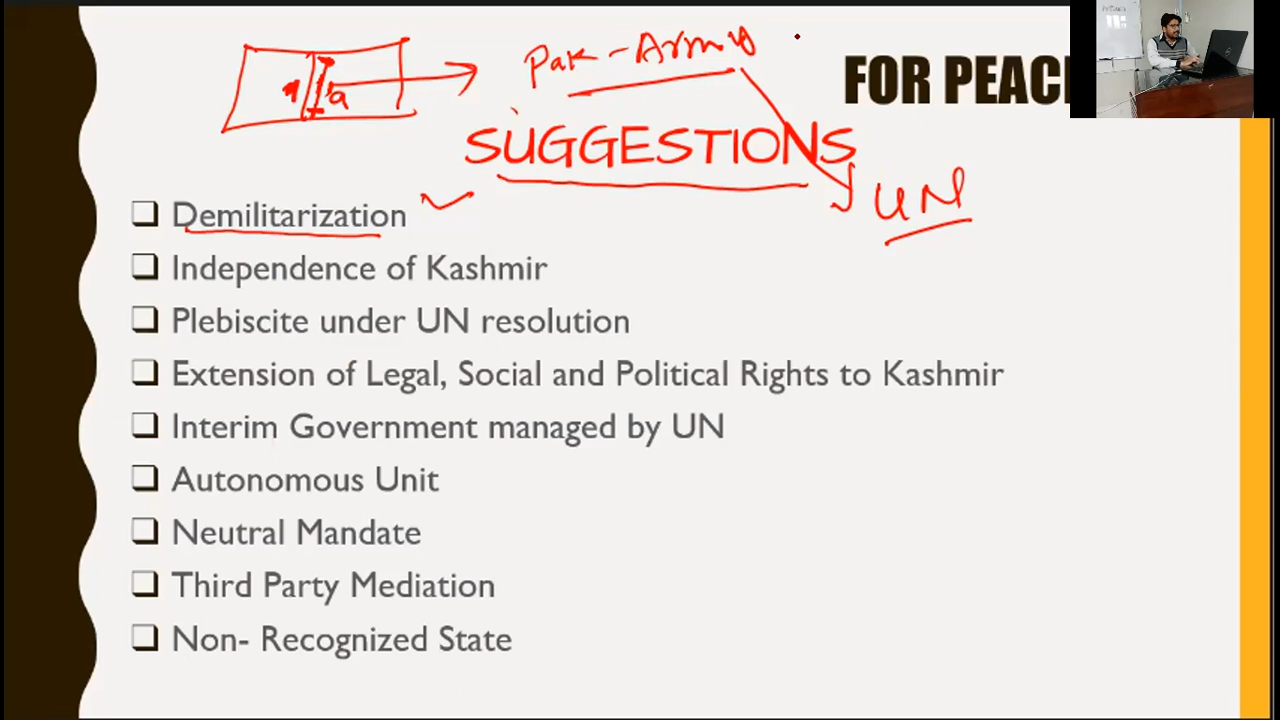 Pak-Army
FOR PEAC
SUGGESTIONS
UN
❑ Demilitarization
❑ Independence of Kashmir
❑ Plebiscite under UN resolution
❑ Extension of Legal, Social and Political Rights to Kashmir
❑ Interim Government managed by UN
❑ Autonomous Unit
❑ Neutral Mandate
❑ Third Party Mediation
❑ Non- Recognized State